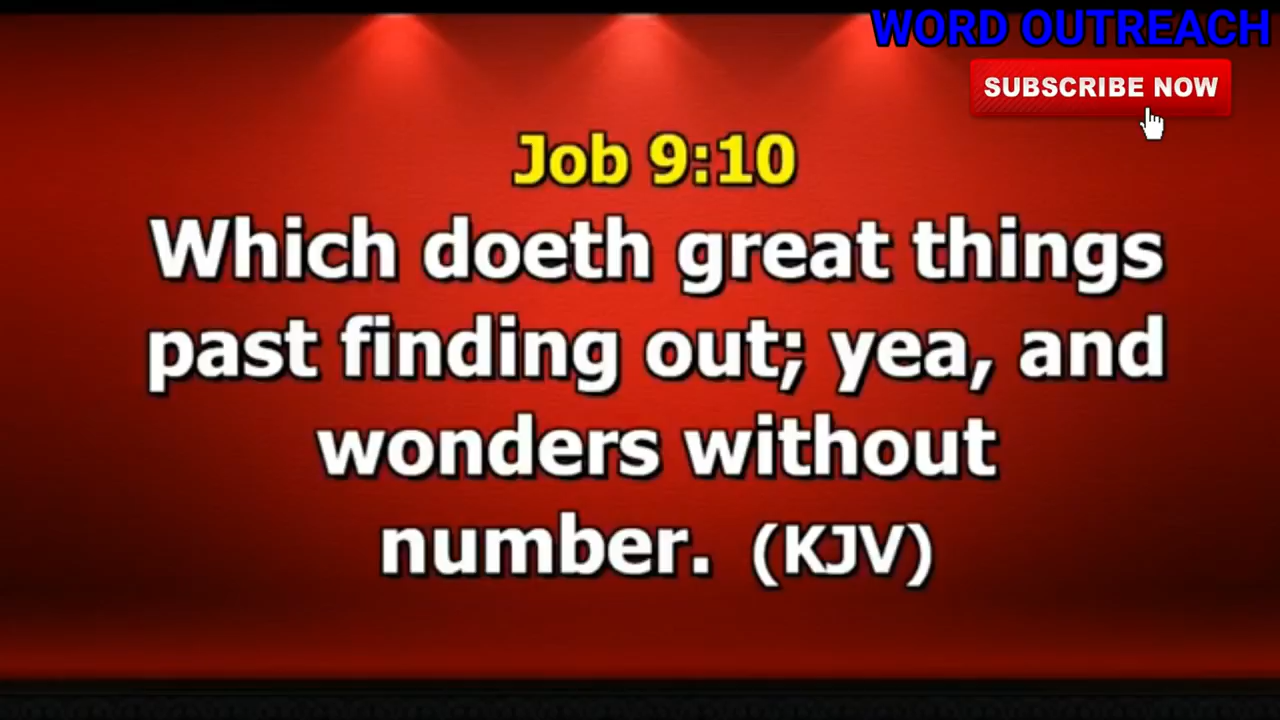 WORD OUTREACH
SUBSCRIBE NOW
Job 9:10
Which doeth great things
past finding out; yea, and
wonders without
number. (KJV)